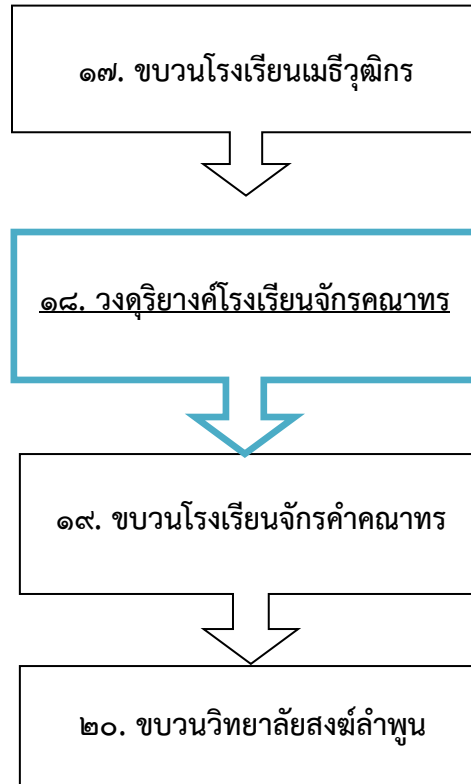 ๑๗. ขบวนโรงเรียนเมธีวุฒิกร
๑๘. วงดุริยางค์โรงเรียนจักรคณาทร
๑๙. ขบวนโรงเรียนจักรคำคณาทร
๒๐. ขบวนวิทยาลัยสงฆ์ลำพูน